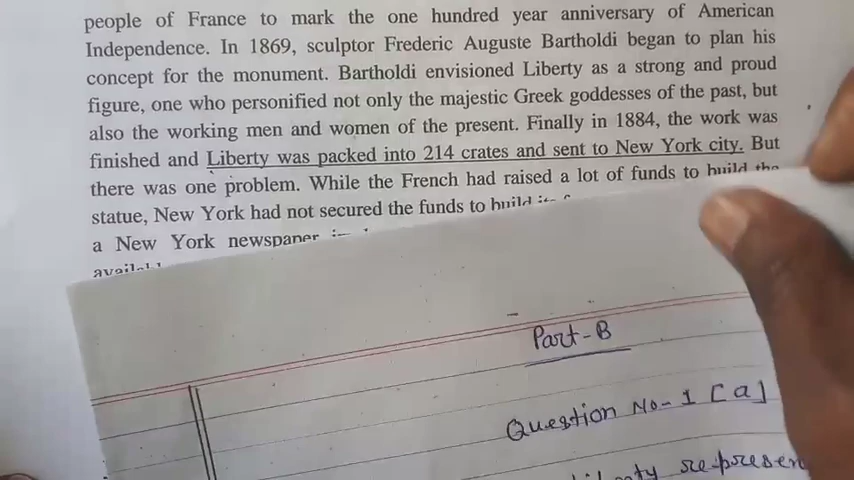 people of France to mark the one hundred year anniversary of American
Independence. In 1869, sculptor Frederic Auguste Bartholdi began to plan his
concept for the monument. Bartholdi envisioned Liberty as a strong and proud
figure, one who personified not only the majestic Greek goddesses of the past, but
also the working men and women of the present. Finally in 1884, the work was
finished and Liberty was packed into 214 crates and sent to New York city. But
there was one problem. While the French had raised a lot of funds to build the
statue, New York had not secured the funds to build
a New York newspaper
Part-B
Question No-1 [a]